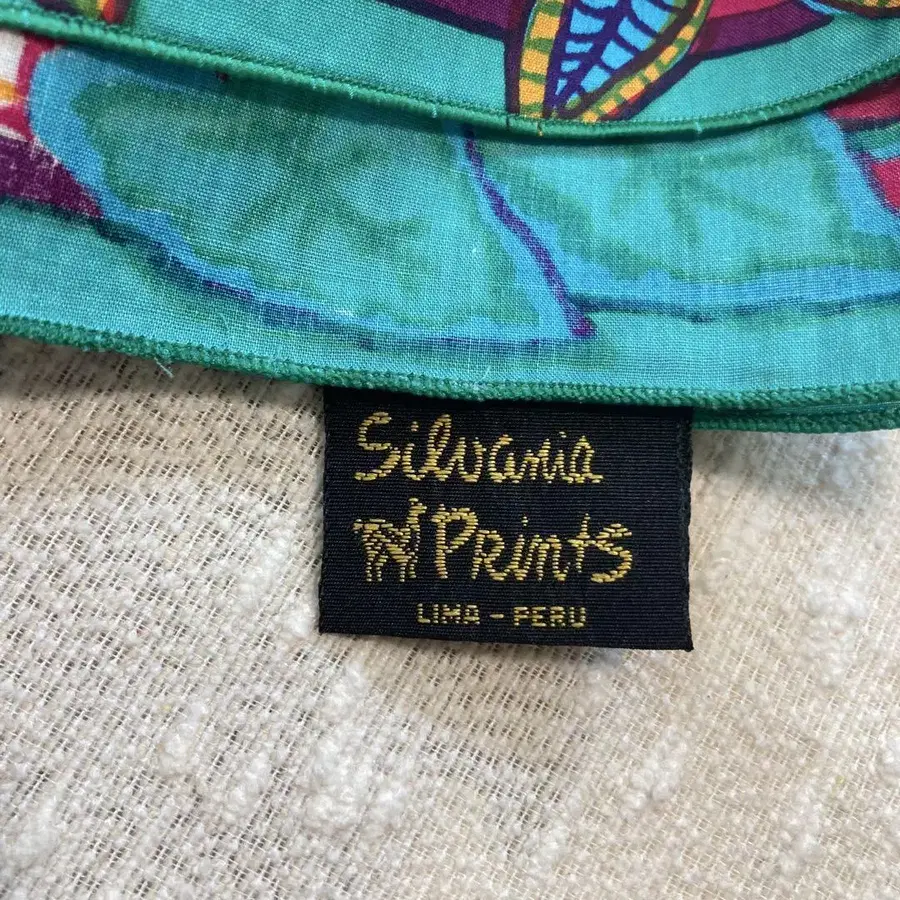 Silvania
Prints
LIMA - PERU